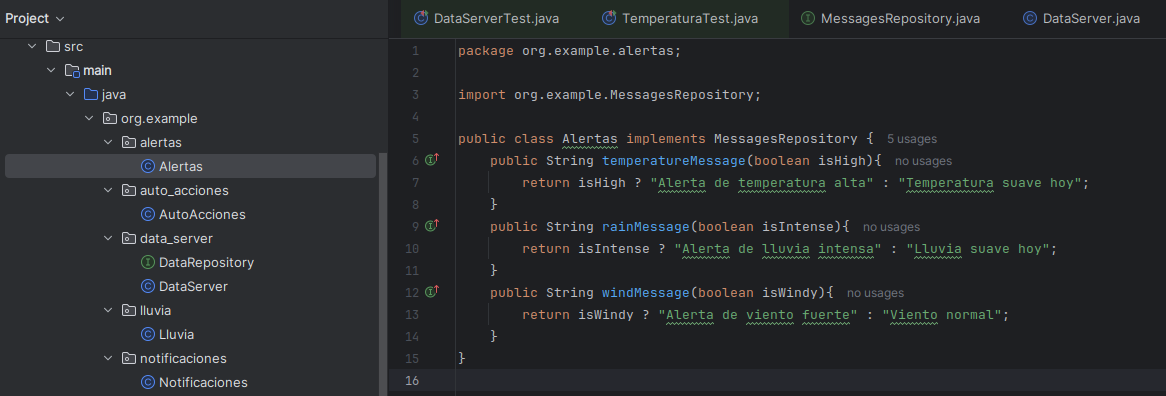 Project
src
main
java
org.example
alertas
Alertas
auto_acciones
AutoAcciones
data_server
DataRepository
DataServer
lluvia
Lluvia
notificaciones
Notificaciones
DataServerTest.java TemperaturaTest.java MessagesRepository.java DataServer.java
1 package org.example.alertas;
2
3 import org.example.MessagesRepository;
4
5 public class Alertas implements MessagesRepository { 5 usages
6 public String temperatureMessage(boolean isHigh){ no usages
7 return isHigh ? "Alerta de temperatura alta" : "Temperatura suave hoy";
8 }
9 public String rainMessage(boolean isIntense){ no usages
10 return isIntense ? "Alerta de lluvia intensa" : "Lluvia suave hoy";
11 }
12 public String windMessage(boolean isWindy){ no usages
13 return isWindy ? "Alerta de viento fuerte" : "Viento normal";
14 }
15 }
16